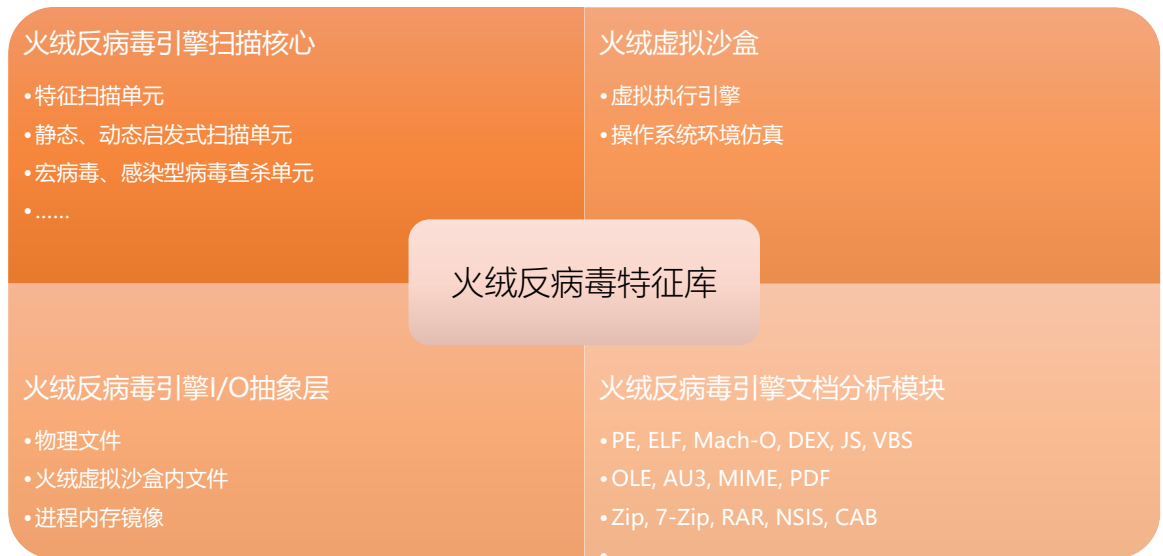 火绒反病毒引擎扫描核心
•特征扫描单元
•静态、动态启发式扫描单元
•宏病毒、感染型病毒查杀单元
•……
火绒虚拟沙盒
•虚拟执行引擎
•操作系统环境仿真
火绒反病毒特征库
火绒反病毒引擎I/O抽象层
•物理文件
•火绒虚拟沙盒内文件
•进程内存镜像
火绒反病毒引擎文档分析模块
•PE, ELF, Mach-O, DEX, JS, VBS
•OLE, AU3, MIME, PDF
•Zip, 7-Zip, RAR, NSIS, CAB